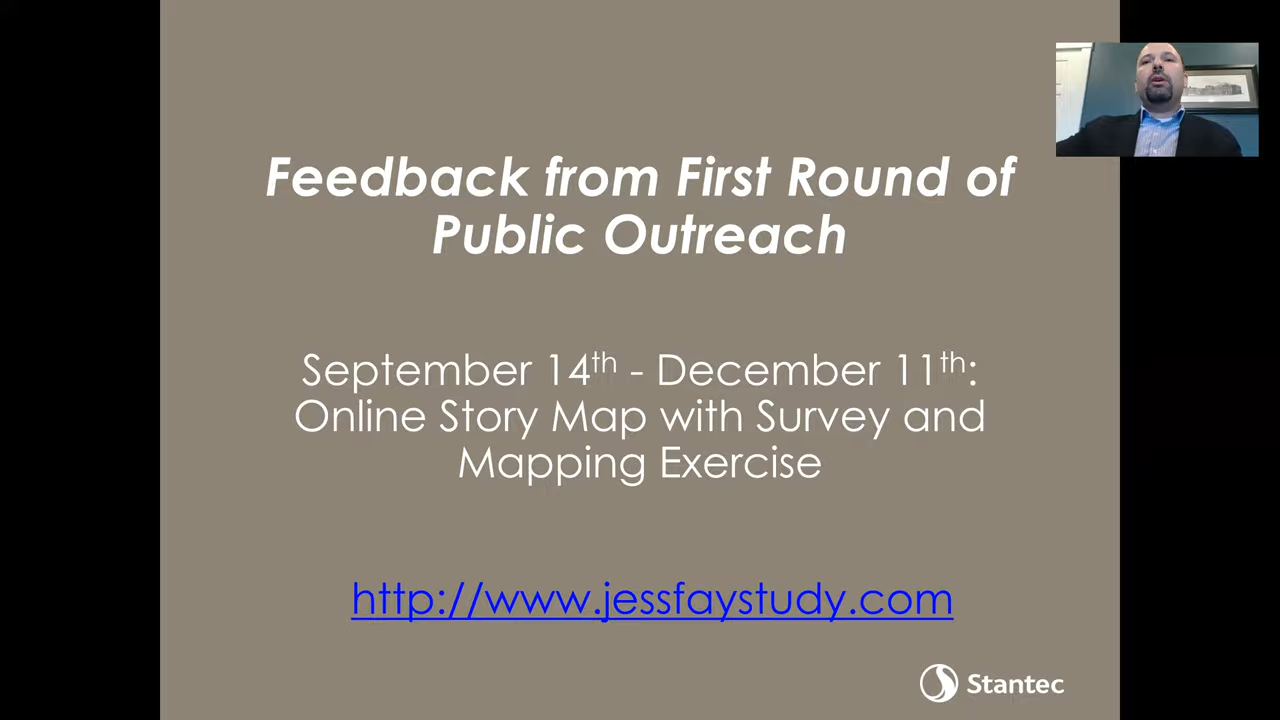 Feedback from First Round of
Public Outreach
September 14th - December 11th:
Online Story Map with Survey and
Mapping Exercise
http://www.jessfaystudy.com
Stantec